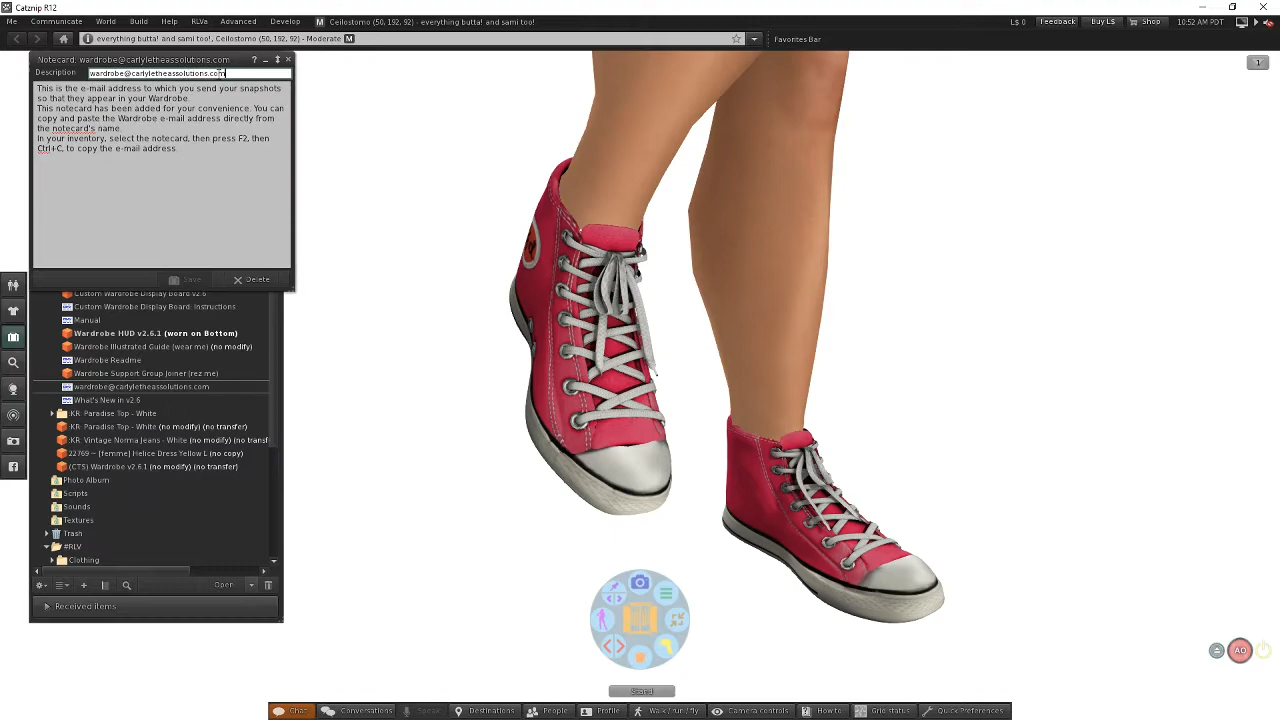 Catznip R12
Me Communicate World Build Help RLVa Advanced Develop M Ceilostomo (50, 192, 92) - everything butta! and sami too! L$ 0 Feedback Buy L$ Shop 10:52 AM PDT
everything butta! and sami too!, Ceilostomo (50, 192, 92) - Moderate M Favorites Bar
Notecard: wardrobe@carlyletheassolutions.com ?
Description wardrobe@carlyletheassolutions.com
This is the e-mail address to which you send your snapshots
so that they appear in your Wardrobe.
This notecard has been added for your convenience. You can
copy and paste the Wardrobe e-mail address directly from
the notecard's name.
In your inventory, select the notecard, then press F2, then
Ctrl+C, to copy the e-mail address.
Save Delete
Custom Wardrobe Display Board v2.6
Custom Wardrobe Display Board: Instructions
Manual
Wardrobe HUD v2.6.1 (worn on Bottom)
Wardrobe Illustrated Guide (wear me) (no modify)
Wardrobe Readme
Wardrobe Support Group Joiner (rez me)
wardrobe@carlyletheassolutions.com
What's New in v2.6
:KR: Paradise Top - White
:KR: Paradise Top - White (no modify) (no transfer)
:KR: Vintage Norma Jeans - White (no modify) (no transf
22769 ~ [femme] Helice Dress Yellow L (no copy)
(CTS) Wardrobe v2.6.1 (no modify) (no transfer)
Photo Album
Scripts
Sounds
Textures
Trash
#RLV
Clothing
Open
Received items
Stand
AO
Chat Conversations Speak Destinations People Profile Walk / run / fly Camera controls How to Grid status Quick Preferences